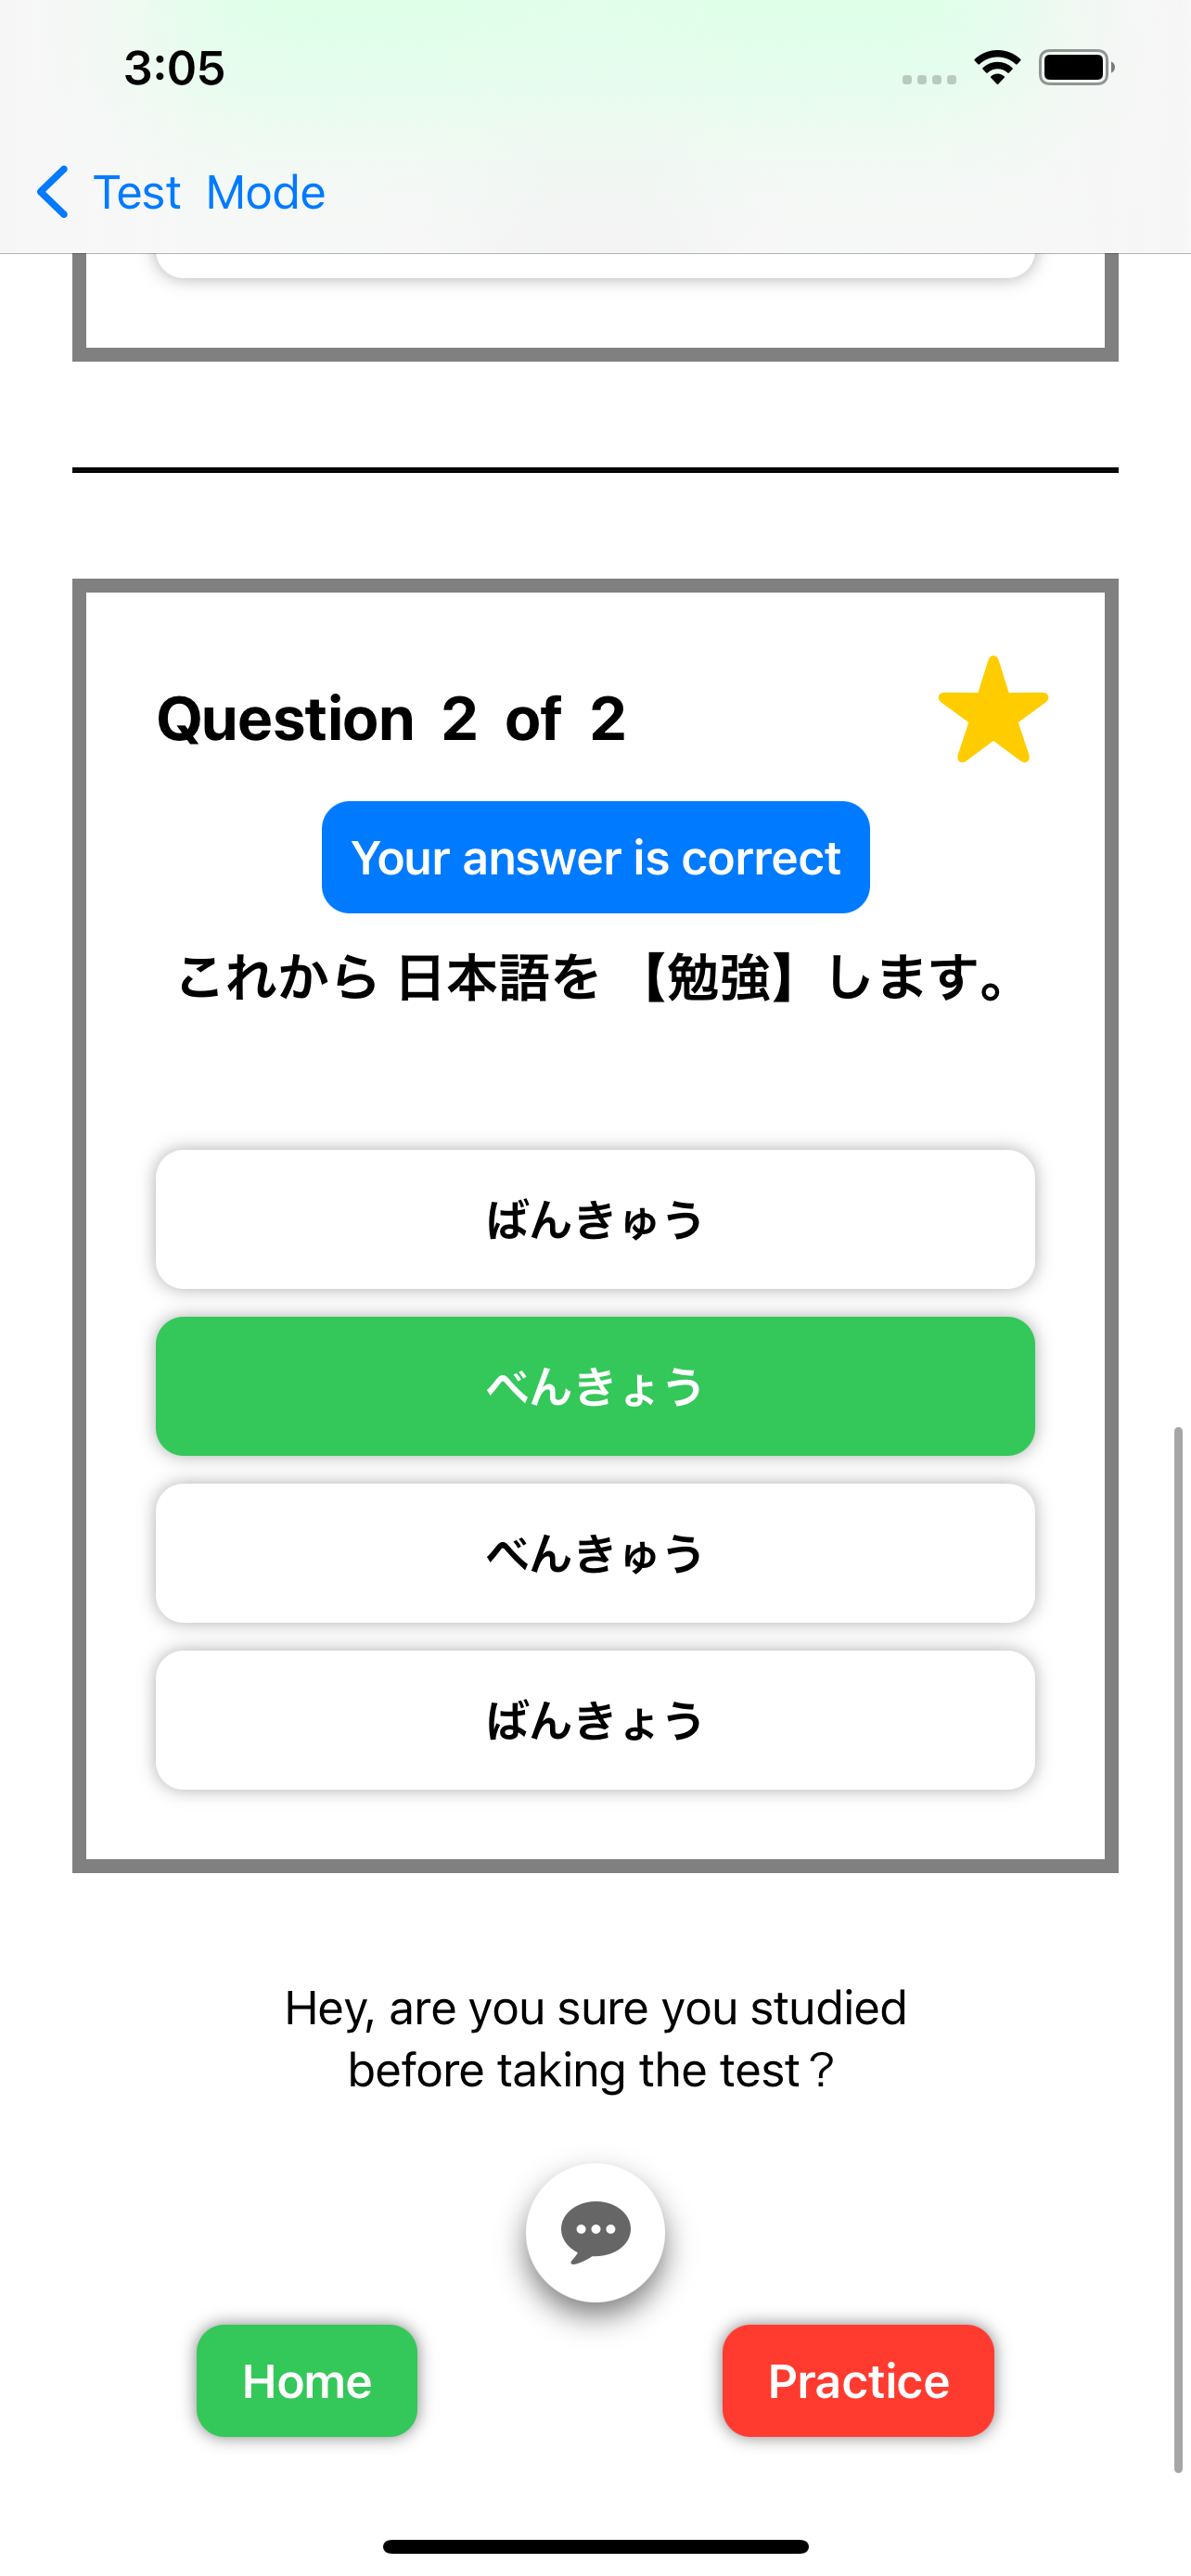 3:05
Test Mode
Question 2 of 2
Your answer is correct
これから 日本語を 【勉強】します。
ばんきゅう
べんきょう
べんきゅう
ばんきょう
Hey, are you sure you studied
before taking the test？
Home
Practice